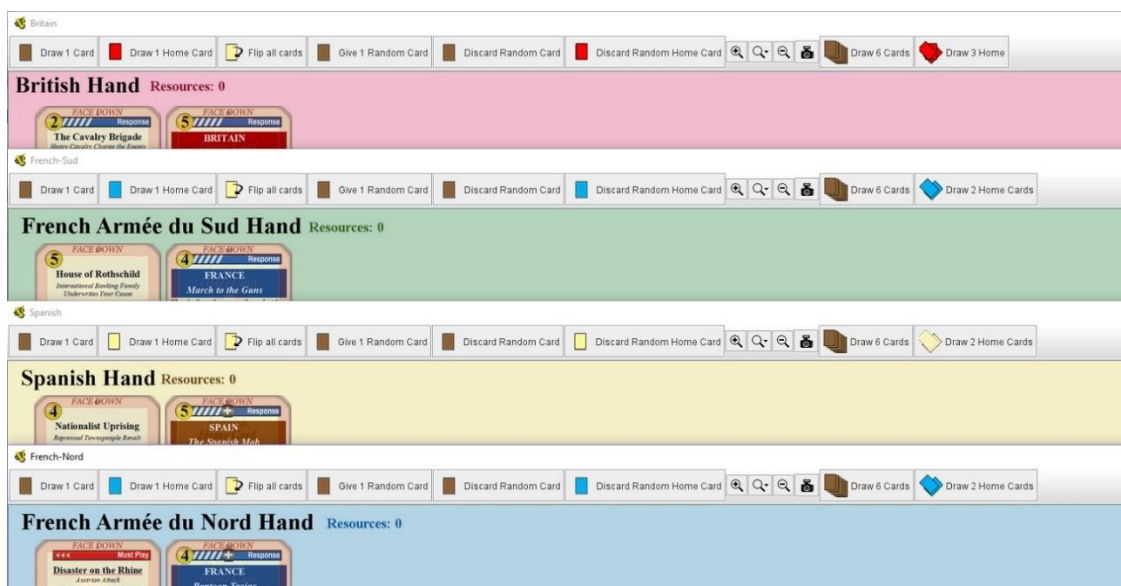 Britain
Draw 1 Card Draw 1 Home Card Flip all cards Give 1 Random Card Discard Random Card Discard Random Home Card Draw 6 Cards Draw 3 Home
British Hand Resources: 0
FACE DOWN FACE DOWN
2 Response 5 Response
The Cavalry Brigade BRITAIN
Heavy Cavalry Charge the Enemy
French-Sud
Draw 1 Card Draw 1 Home Card Flip all cards Give 1 Random Card Discard Random Card Discard Random Home Card Draw 6 Cards Draw 2 Home Cards
French Armée du Sud Hand Resources: 0
FACE DOWN FACE DOWN
5 4 Response
House of Rothschild FRANCE
International Banking Family March to the Guns
Underwrites Your Cause
Spanish
Draw 1 Card Draw 1 Home Card Flip all cards Give 1 Random Card Discard Random Card Discard Random Home Card Draw 6 Cards Draw 2 Home Cards
Spanish Hand Resources: 0
FACE DOWN FACE DOWN
4 5 Response
Nationalist Uprising SPAIN
Repressed Townspeople Revolt The Spanish Mob
French-Nord
Draw 1 Card Draw 1 Home Card Flip all cards Give 1 Random Card Discard Random Card Discard Random Home Card Draw 6 Cards Draw 2 Home Cards
French Armée du Nord Hand Resources: 0
FACE DOWN FACE DOWN
<<< Must Play 4 Response
Disaster on the Rhine FRANCE
Austrian Attack Pontoon Trains